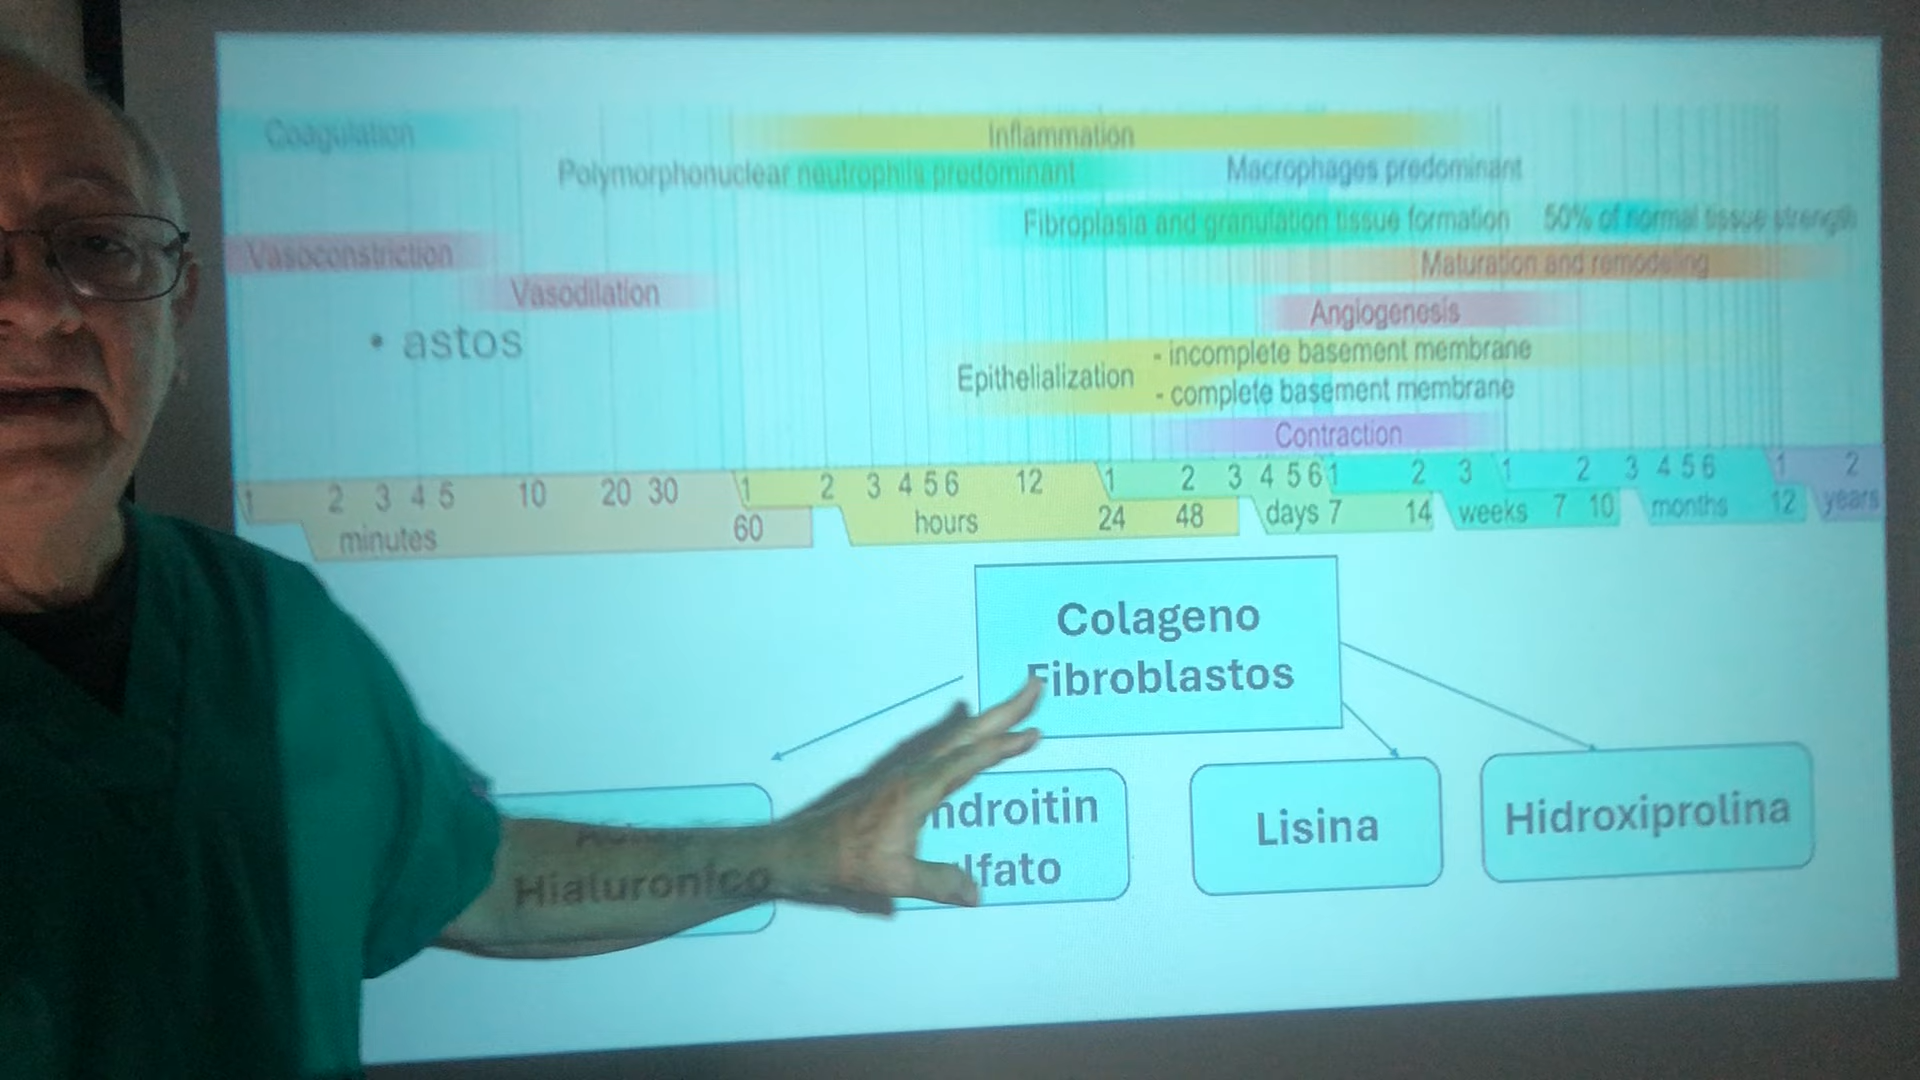 Coagulation
Inflammation
Polymorphonuclear neutrophils predominant
Macrophages predominant
Fibroplasia and granulation tissue formation
50% of normal tissue strength
Vasoconstriction
Maturation and remodeling
Vasodilation
Angiogenesis
• astos
Epithelialization
- incomplete basement membrane
- complete basement membrane
Contraction
1 2 3 4 5 10 20 30 1 2 3 4 5 6 12 1 2 3 4 5 6 1 2 3 1 2 3 4 5 6 1 2
minutes 60 hours 24 48 days 7 14 weeks 7 10 months 12 years
Colageno
Fibroblastos
Hialuronico
ndroitin
lfato
Lisina
Hidroxiprolina